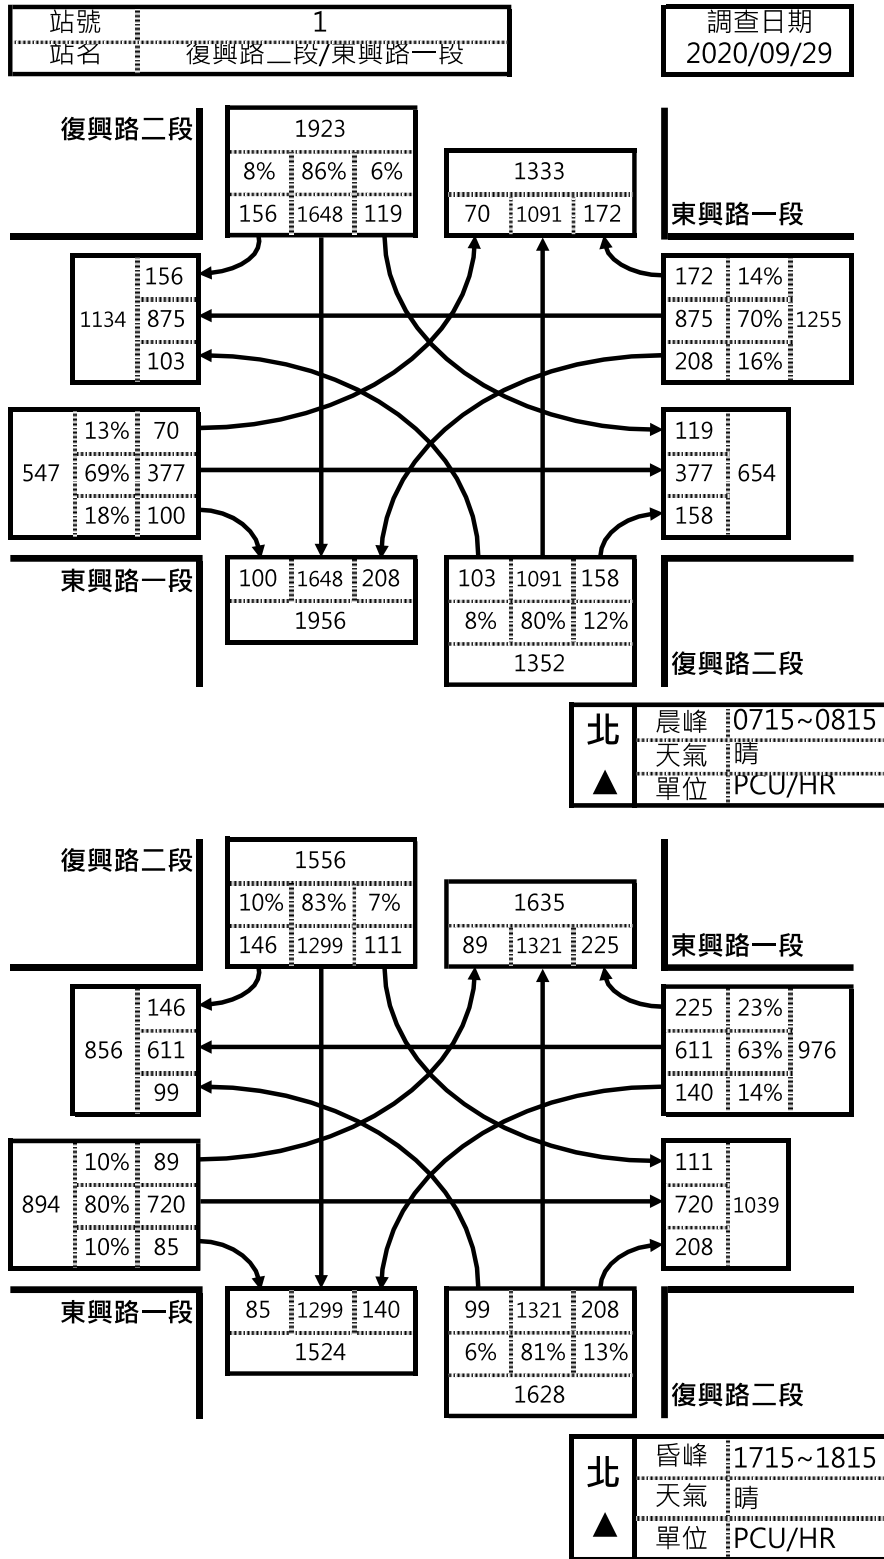 站號 1
站名 復興路二段/東興路一段
調查日期
2020/09/29
復興路二段
1923
8% 86% 6%
156 1648 119
1333
70 1091 172
東興路一段
1134
156
875
103
172 14%
875 70%
208 16%
1255
547
13% 70
69% 377
18% 100
119
377
158
654
東興路一段
100 1648 208
1956
103 1091 158
8% 80% 12%
1352
復興路二段
北
▲
晨峰 0715~0815
天氣 晴
單位 PCU/HR
復興路二段
1556
10% 83% 7%
146 1299 111
1635
89 1321 225
東興路一段
856
146
611
99
225 23%
611 63%
140 14%
976
894
10% 89
80% 720
10% 85
111
720
208
1039
東興路一段
85 1299 140
1524
99 1321 208
6% 81% 13%
1628
復興路二段
北
▲
昏峰 1715~1815
天氣 晴
單位 PCU/HR